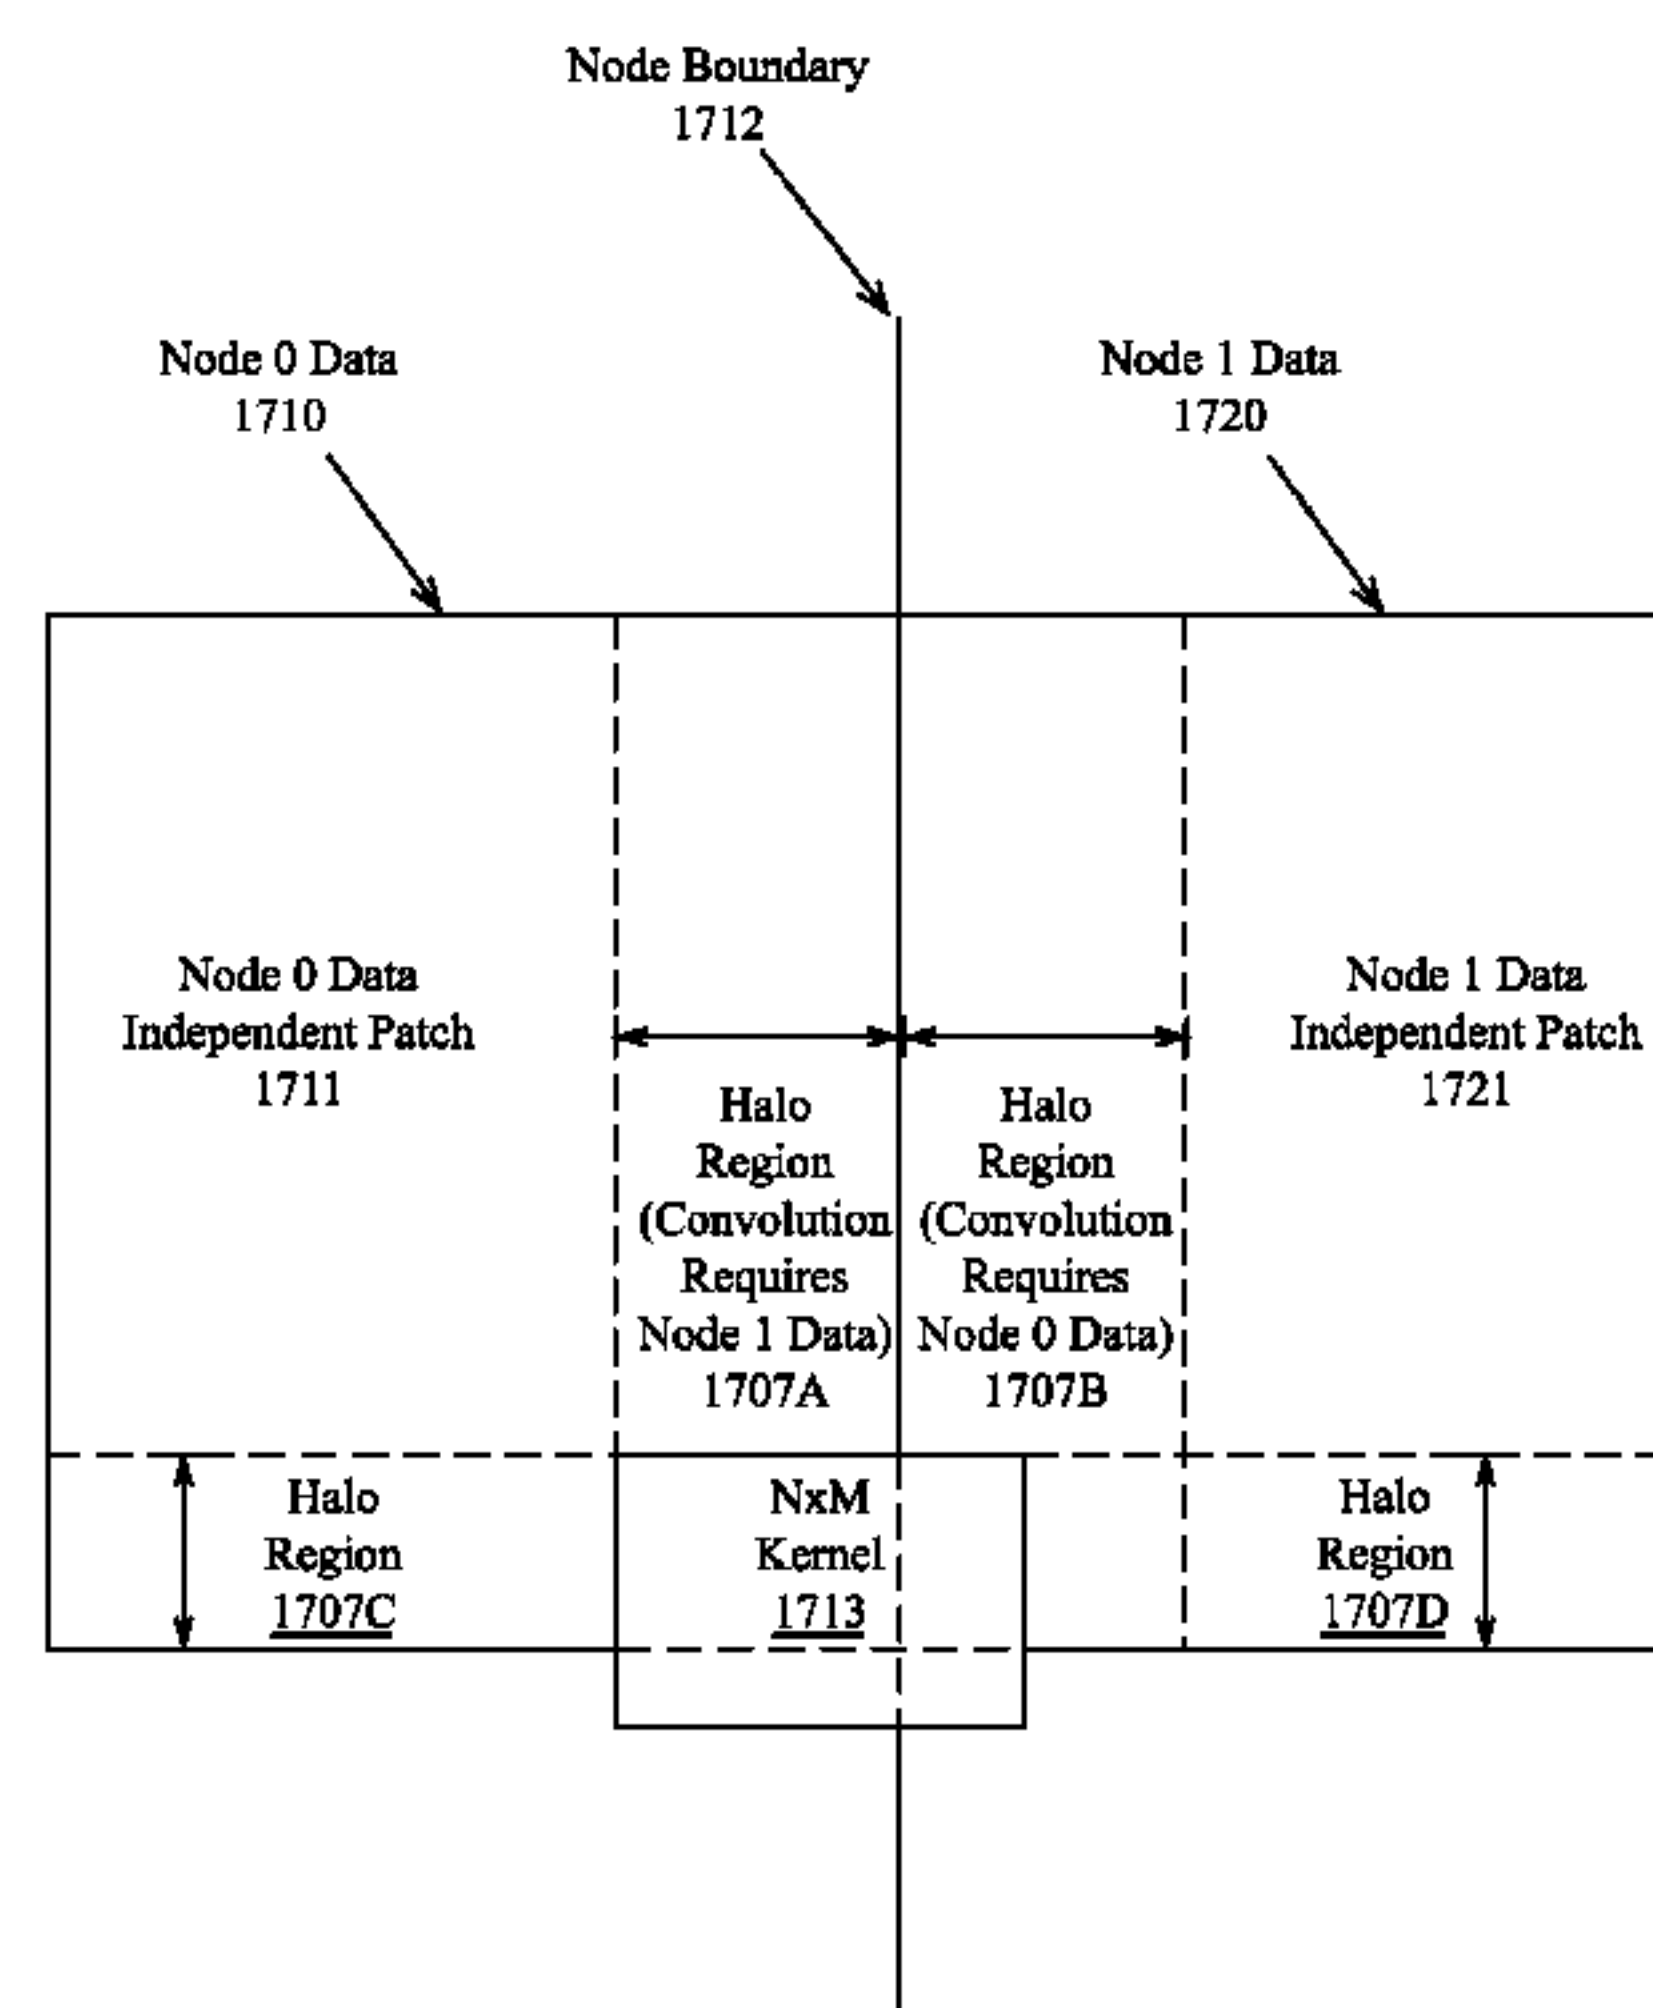 Node Boundary
1712
Node 0 Data
1710
Node 1 Data
1720
Node 0 Data
Independent Patch
1711
Node 1 Data
Independent Patch
1721
Halo
Region
(Convolution
Requires
Node 1 Data)
1707A
Halo
Region
(Convolution
Requires
Node 0 Data)
1707B
Halo
Region
1707C
NxM
Kernel
1713
Halo
Region
1707D